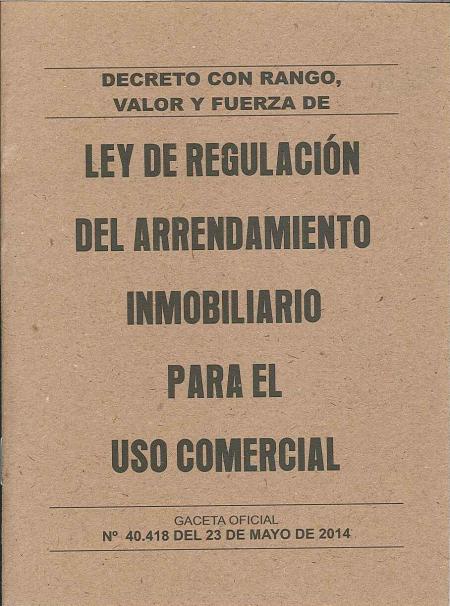 DECRETO CON RANGO,
VALOR Y FUERZA DE
LEY DE REGULACIÓN
DEL ARRENDAMIENTO
INMOBILIARIO
PARA EL
USO COMERCIAL
GACETA OFICIAL
Nº 40.418 DEL 23 DE MAYO DE 2014